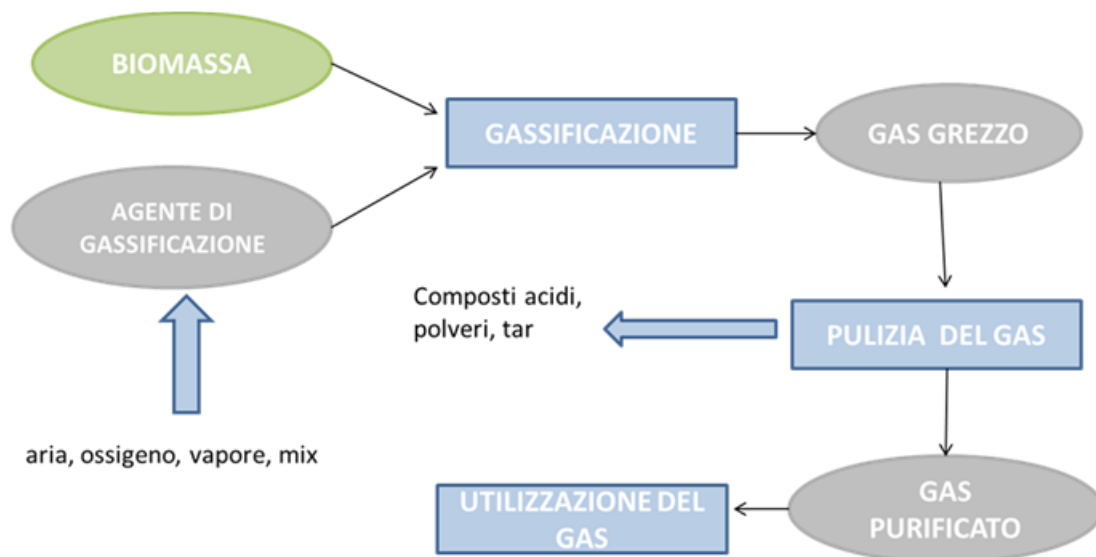 BIOMASSA
GASSIFICAZIONE
GAS GREZZO
AGENTE DI
GASSIFICAZIONE
Composti acidi,
polveri, tar
PULIZIA DEL GAS
aria, ossigeno, vapore, mix
UTILIZZAZIONE DEL
GAS
GAS
PURIFICATO